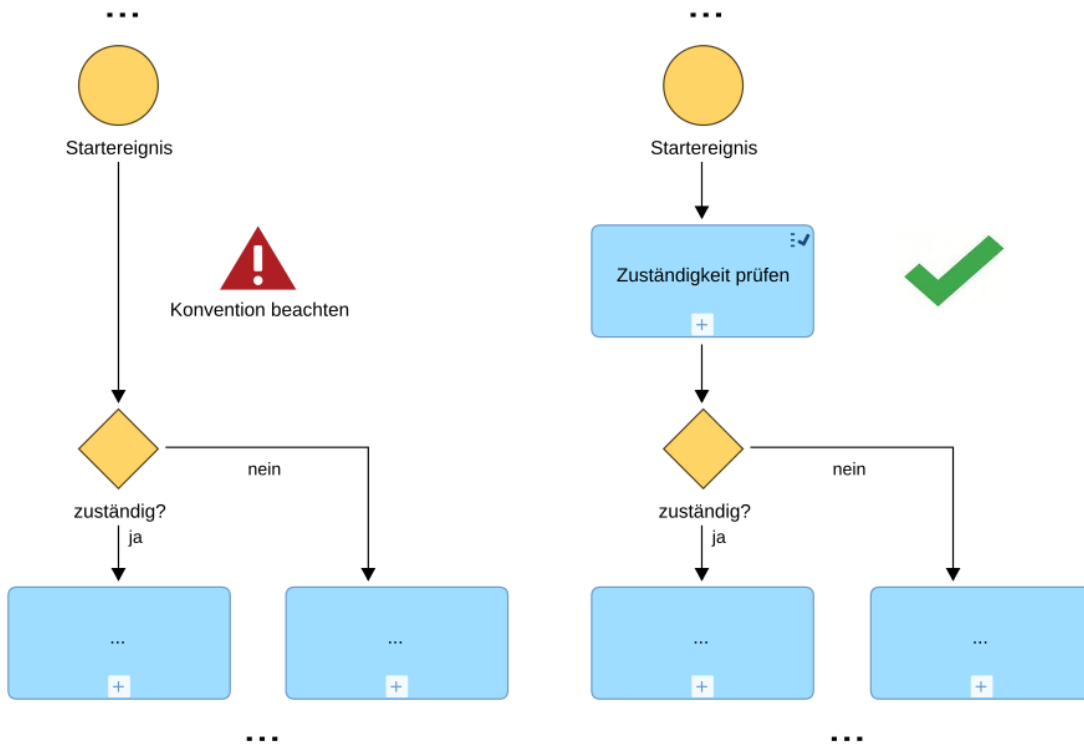 ...
...
Startereignis
Startereignis
Zuständigkeit prüfen
Konvention beachten
nein
nein
zuständig?
zuständig?
ja
ja
...
...
...
...
...
...